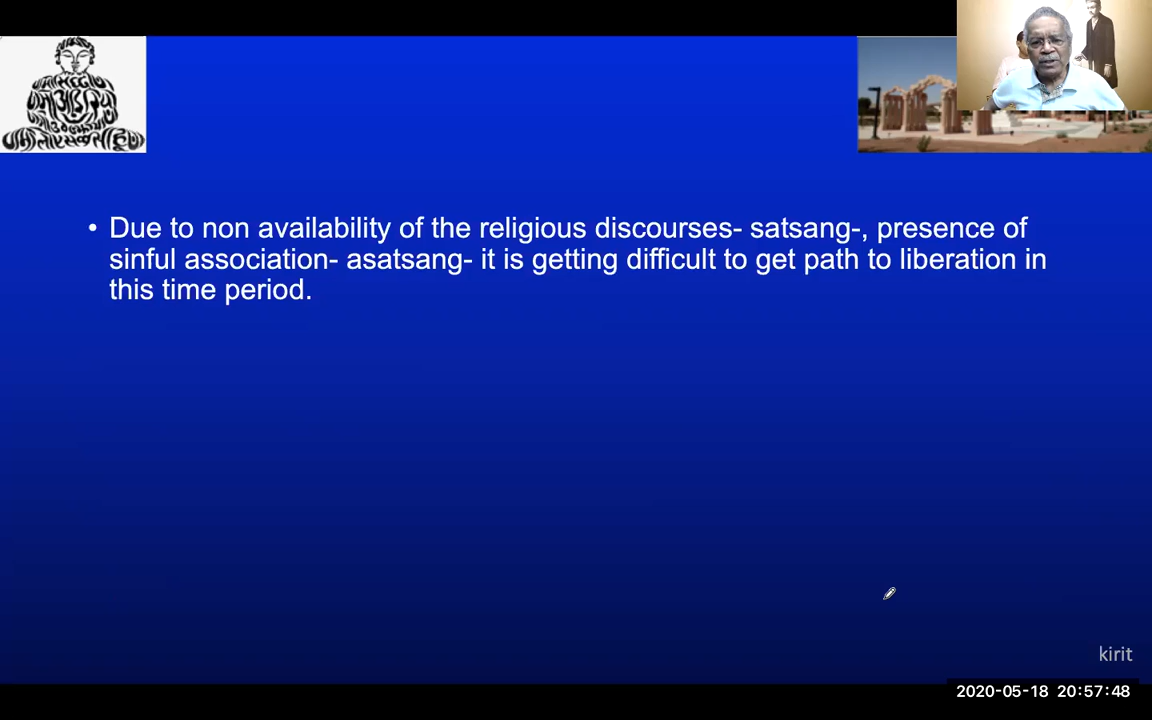 • Due to non availability of the religious discourses- satsang-, presence of
sinful association- asatsang- it is getting difficult to get path to liberation in
this time period.
kirit
2020-05-18 20:57:48